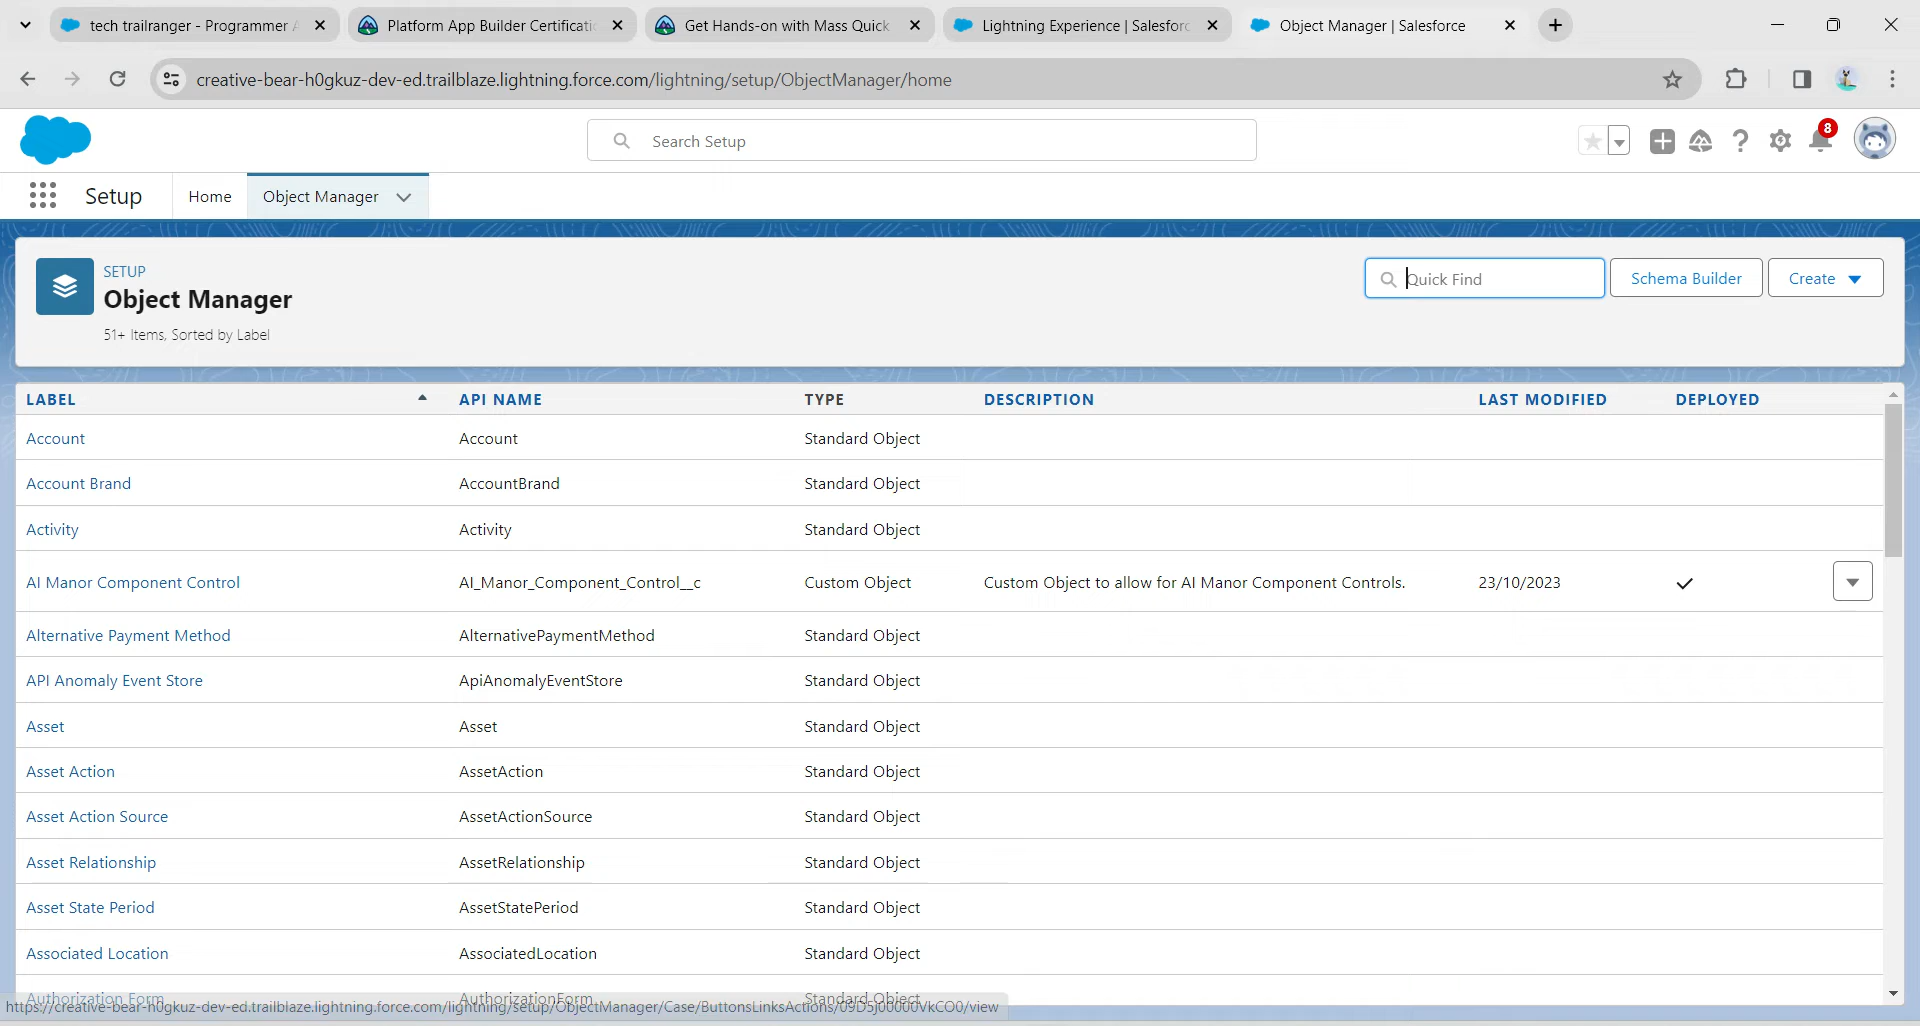 tech trailranger - Programmer A
Platform App Builder Certificati
Get Hands-on with Mass Quick
Lightning Experience | Salesforc
Object Manager | Salesforce
creative-bear-h0gkuz-dev-ed.trailblaze.lightning.force.com/lightning/setup/ObjectManager/home
Search Setup
8
Setup
Home
Object Manager
SETUP
Object Manager
51+ Items, Sorted by Label
Quick Find
Schema Builder
Create
LABEL API NAME TYPE DESCRIPTION LAST MODIFIED DEPLOYED
Account Account Standard Object
Account Brand AccountBrand Standard Object
Activity Activity Standard Object
AI Manor Component Control AI_Manor_Component_Control__c Custom Object Custom Object to allow for AI Manor Component Controls. 23/10/2023
Alternative Payment Method AlternativePaymentMethod Standard Object
API Anomaly Event Store ApiAnomalyEventStore Standard Object
Asset Asset Standard Object
Asset Action AssetAction Standard Object
Asset Action Source AssetActionSource Standard Object
Asset Relationship AssetRelationship Standard Object
Asset State Period AssetStatePeriod Standard Object
Associated Location AssociatedLocation Standard Object
Authorization Form AuthorizationForm Standard Object
https://creative-bear-h0gkuz-dev-ed.trailblaze.lightning.force.com/lightning/setup/ObjectManager/Case/ButtonsLinksActions/09D5j00000VkCO0/view